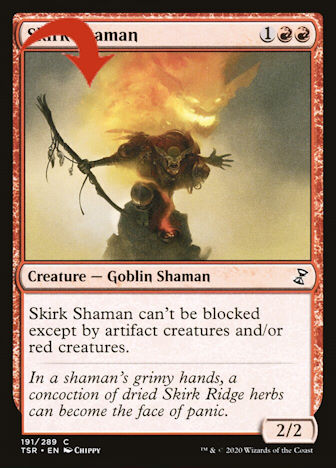 Skirk Shaman 1
Creature — Goblin Shaman
Skirk Shaman can't be blocked
except by artifact creatures and/or
red creatures.
In a shaman's grimy hands, a
concoction of dried Skirk Ridge herbs
can become the face of panic.
2/2
191/289 C
TSR • EN Chippy
™ & © 2020 Wizards of the Coast